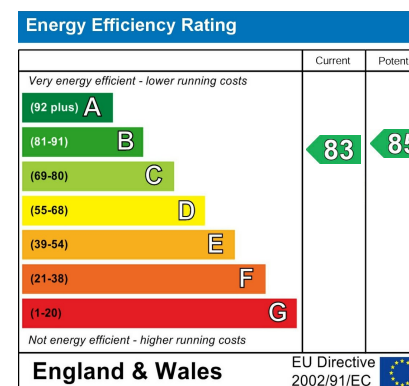 Energy Efficiency Rating
Current Potent
Very energy efficient - lower running costs
(92 plus) A
(81-91) B
83 85
(69-80) C
(55-68) D
(39-54) E
(21-38) F
(1-20) G
Not energy efficient - higher running costs
England & Wales
EU Directive
2002/91/EC